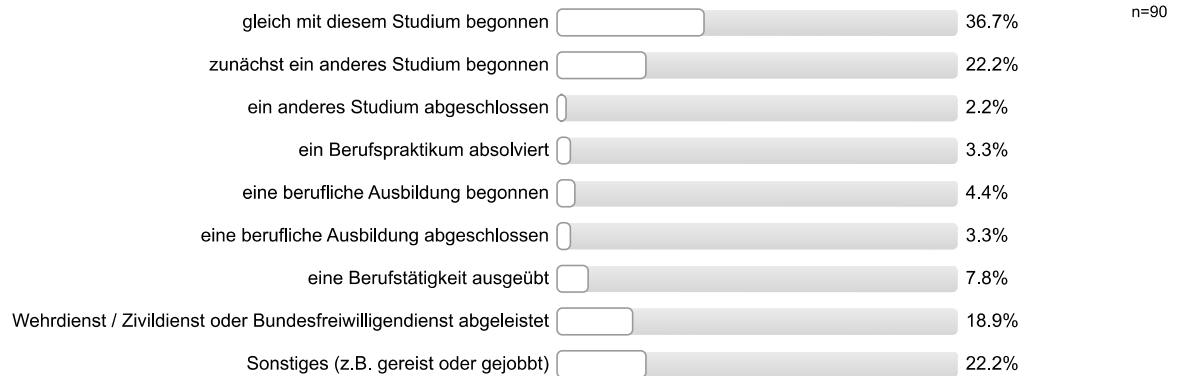 n=90
gleich mit diesem Studium begonnen 36.7%
zunächst ein anderes Studium begonnen 22.2%
ein anderes Studium abgeschlossen 2.2%
ein Berufspraktikum absolviert 3.3%
eine berufliche Ausbildung begonnen 4.4%
eine berufliche Ausbildung abgeschlossen 3.3%
eine Berufstätigkeit ausgeübt 7.8%
Wehrdienst / Zivildienst oder Bundesfreiwilligendienst abgeleistet 18.9%
Sonstiges (z.B. gereist oder gejobbt) 22.2%